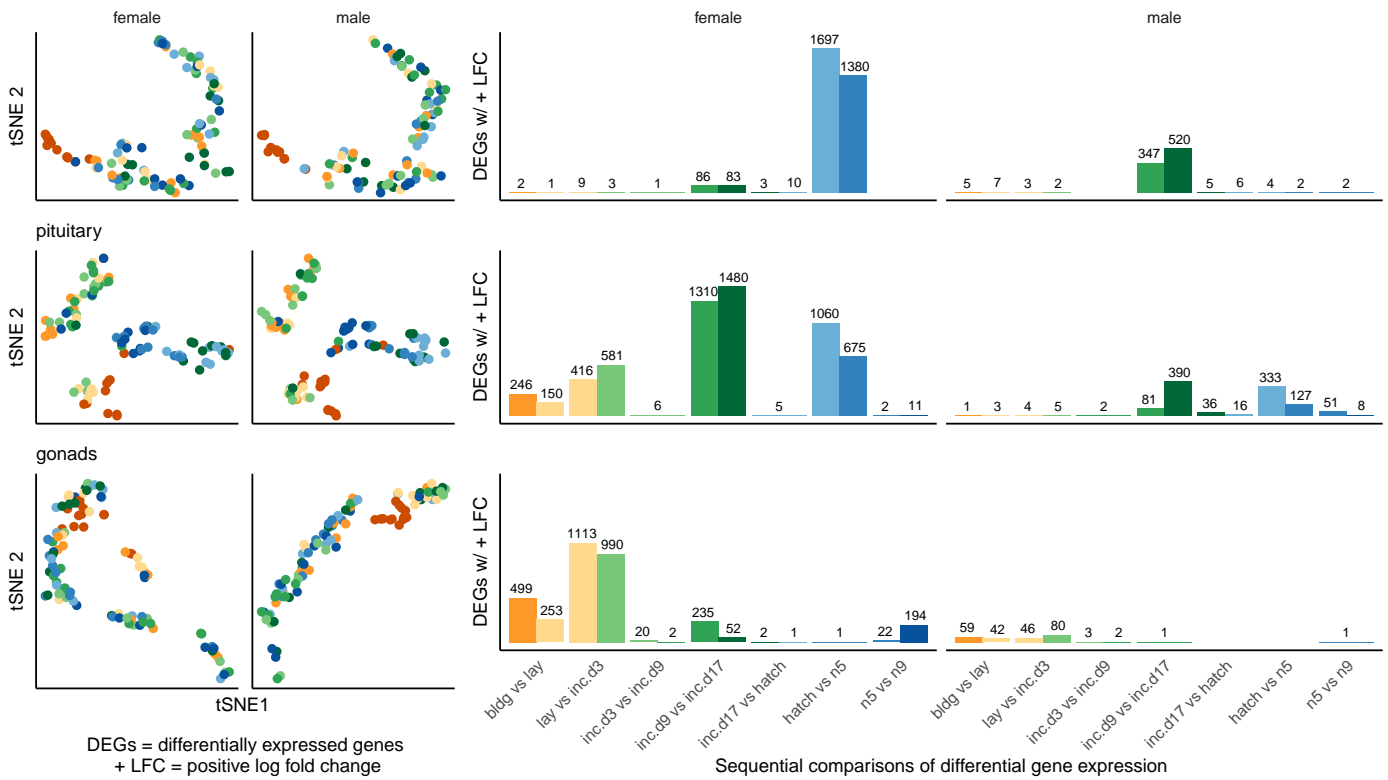 female
male
female
male
tSNE 2
DEGs w/ + LFC
2 1 9 3 1 86 83 3 10 1697 1380
5 7 3 2 347 520 5 6 4 2 2
pituitary
tSNE 2
DEGs w/ + LFC
246 150 416 581 6 1310 1480 5 1060 675 2 11
1 3 4 5 2 81 390 36 16 333 127 51 8
gonads
tSNE 2
DEGs w/ + LFC
499 253 1113 990 20 2 235 52 2 1 1 22 194
59 42 46 80 3 2 1 1
tSNE1
bldg vs lay
lay vs inc.d3
inc.d3 vs inc.d9
inc.d9 vs inc.d17
inc.d17 vs hatch
hatch vs n5
n5 vs n9
bldg vs lay
lay vs inc.d3
inc.d3 vs inc.d9
inc.d9 vs inc.d17
inc.d17 vs hatch
hatch vs n5
n5 vs n9
DEGs = differentially expressed genes
+ LFC = positive log fold change
Sequential comparisons of differential gene expression